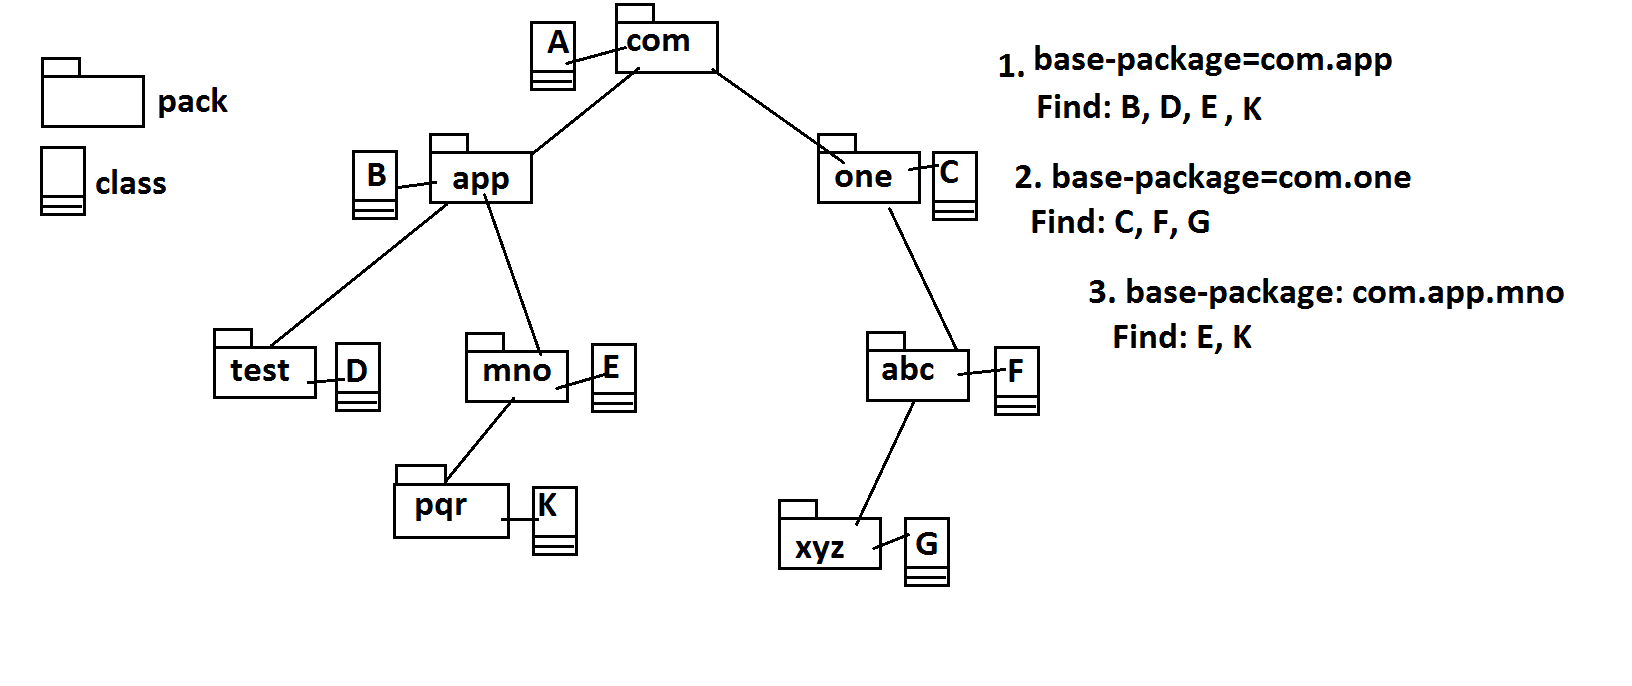 A
com
pack
class
B
app
one
C
test
D
mno
E
abc
F
pqr
K
xyz
G
1. base-package=com.app
Find: B, D, E , K
2. base-package=com.one
Find: C, F, G
3. base-package: com.app.mno
Find: E, K